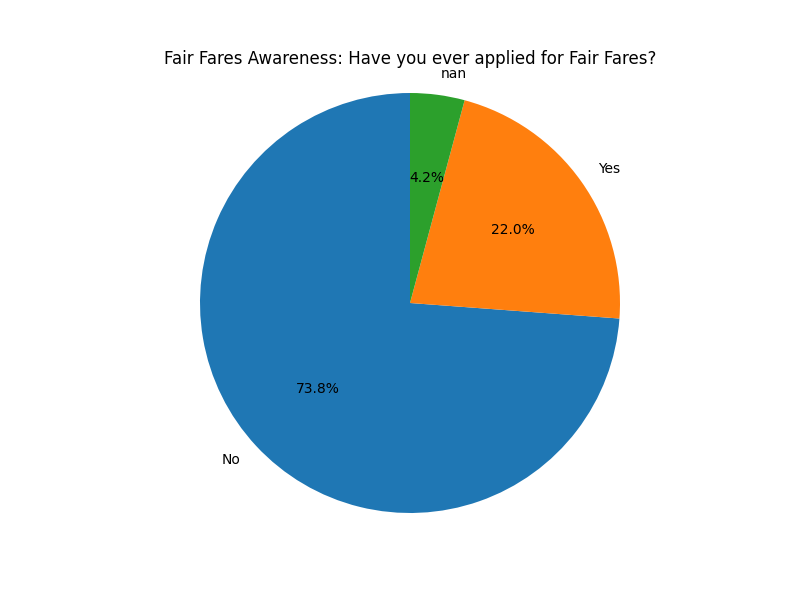 Fair Fares Awareness: Have you ever applied for Fair Fares?
nan
4.2%
Yes
22.0%
73.8%
No